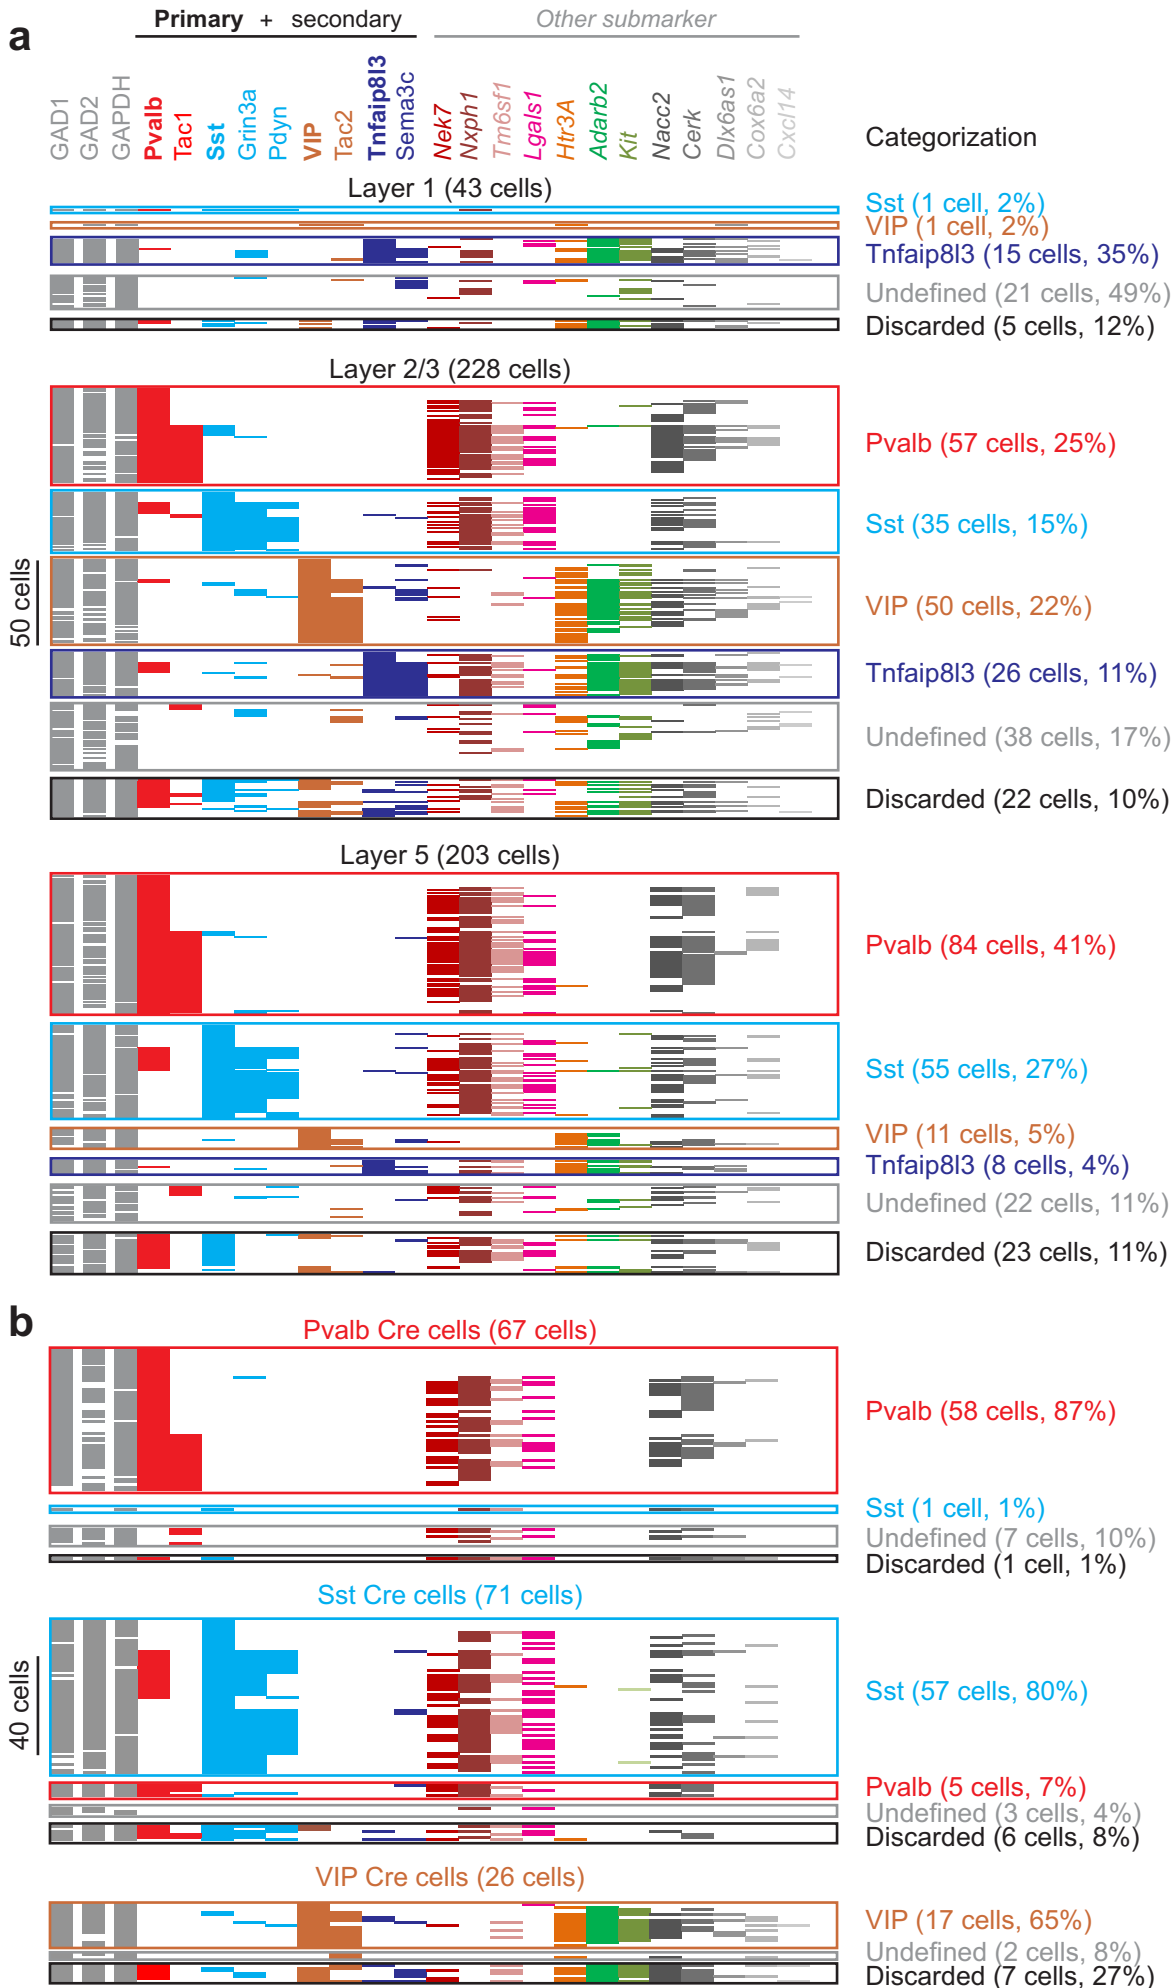 a
Primary + secondary
Other submarker
GAD1
GAD2
GAPDH
Pvalb
Tac1
Sst
Grin3a
Pdyn
VIP
Tac2
Tnfaip8l3
Sema3c
Nek7
Nxph1
Tm6sf1
Lgals1
Htr3A
Adarb2
Kit
Nacc2
Cerk
Dlx6as1
Cox6a2
Cxcl14
Categorization
Layer 1 (43 cells)
Sst (1 cell, 2%)
VIP (1 cell, 2%)
Tnfaip8l3 (15 cells, 35%)
Undefined (21 cells, 49%)
Discarded (5 cells, 12%)
Layer 2/3 (228 cells)
Pvalb (57 cells, 25%)
Sst (35 cells, 15%)
50 cells
VIP (50 cells, 22%)
Tnfaip8l3 (26 cells, 11%)
Undefined (38 cells, 17%)
Discarded (22 cells, 10%)
Layer 5 (203 cells)
Pvalb (84 cells, 41%)
Sst (55 cells, 27%)
VIP (11 cells, 5%)
Tnfaip8l3 (8 cells, 4%)
Undefined (22 cells, 11%)
Discarded (23 cells, 11%)
b
Pvalb Cre cells (67 cells)
Pvalb (58 cells, 87%)
Sst (1 cell, 1%)
Undefined (7 cells, 10%)
Discarded (1 cell, 1%)
Sst Cre cells (71 cells)
40 cells
Sst (57 cells, 80%)
Pvalb (5 cells, 7%)
Undefined (3 cells, 4%)
Discarded (6 cells, 8%)
VIP Cre cells (26 cells)
VIP (17 cells, 65%)
Undefined (2 cells, 8%)
Discarded (7 cells, 27%)